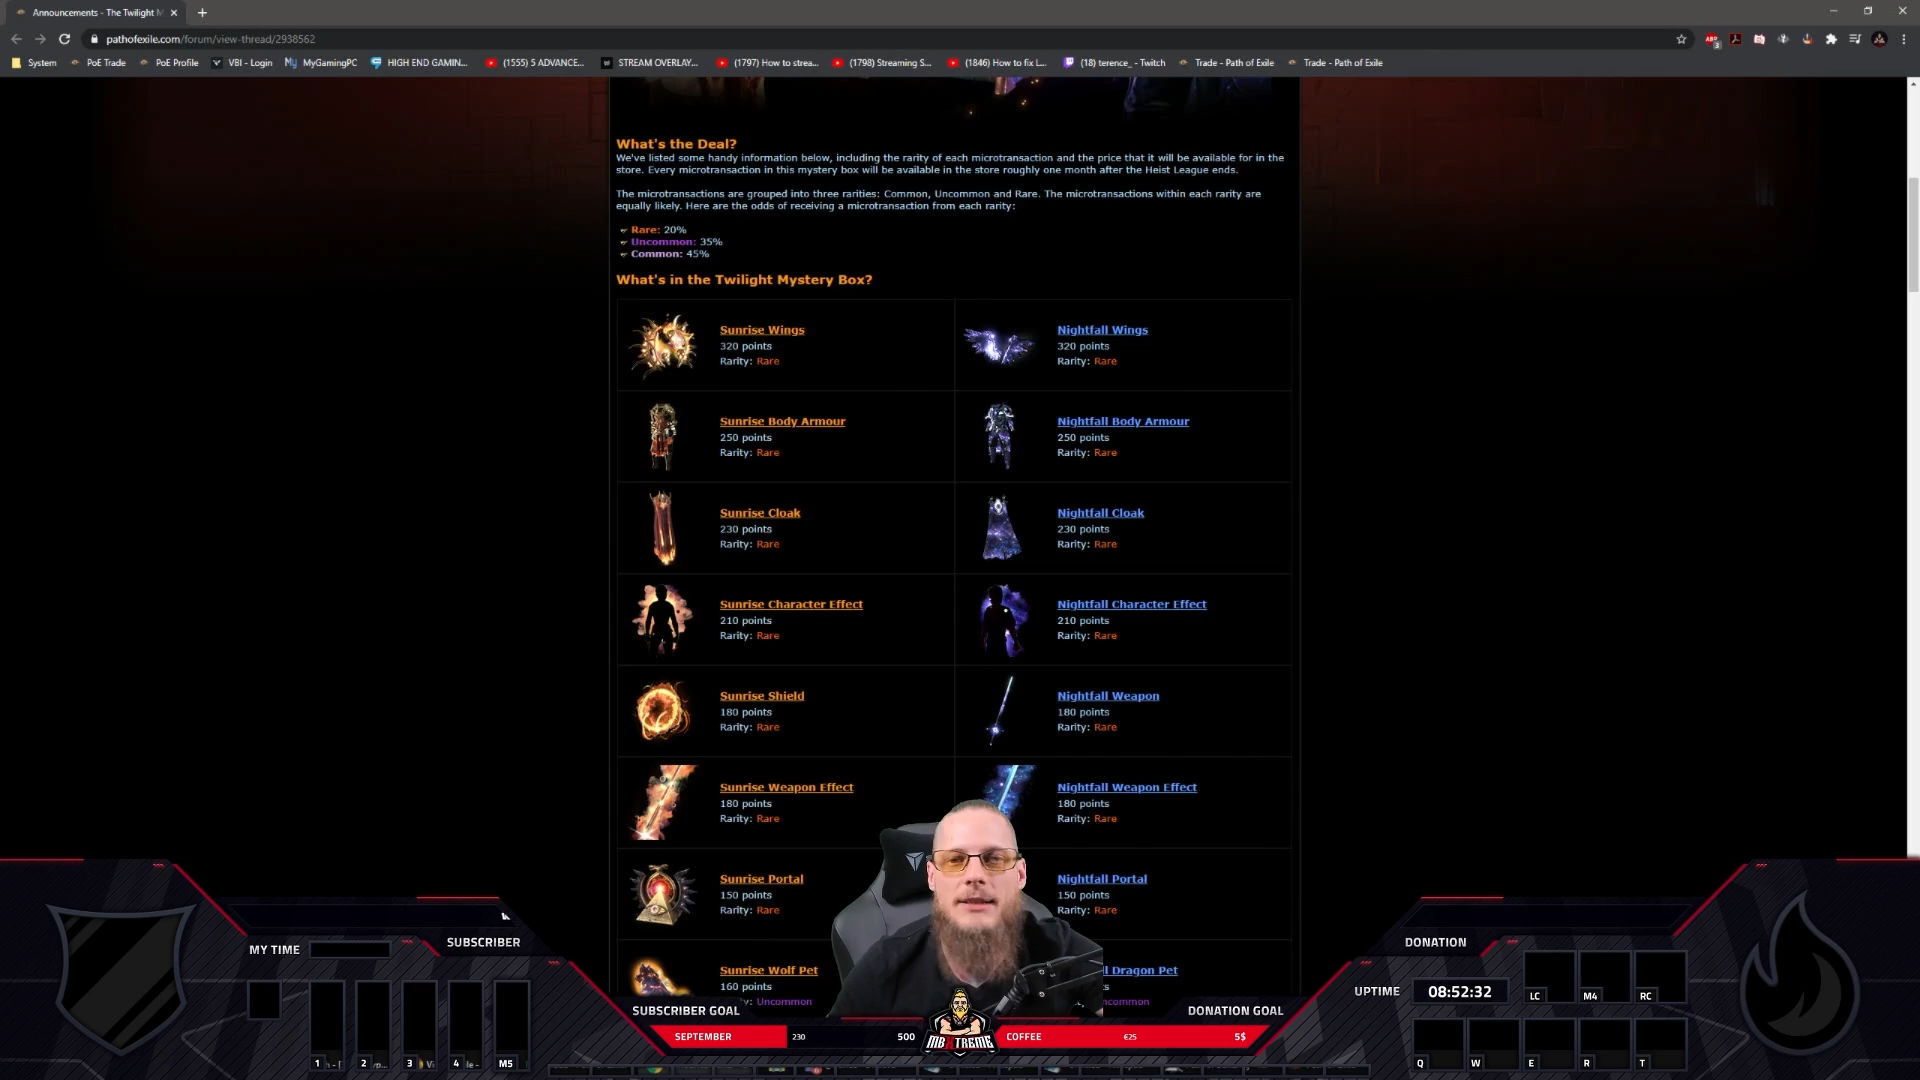 Announcements - The Twilight M
pathofexile.com/forum/view-thread/2938562
System
PoE Trade
PoE Profile
VBI - Login
MyGamingPC
HIGH END GAMIN...
(1555) 5 ADVANCE...
STREAM OVERLAY...
(1797) How to strea...
(1798) Streaming S...
(1846) How to fix L...
(18) terence_ - Twitch
Trade - Path of Exile
Trade - Path of Exile
What's the Deal?
We've listed some handy information below, including the rarity of each microtransaction and the price that it will be available for in the
store. Every microtransaction in this mystery box will be available in the store roughly one month after the Heist League ends.
The microtransactions are grouped into three rarities: Common, Uncommon and Rare. The microtransactions within each rarity are
equally likely. Here are the odds of receiving a microtransaction from each rarity:
Rare: 20%
Uncommon: 35%
Common: 45%
What's in the Twilight Mystery Box?
Sunrise Wings
320 points
Rarity: Rare
Nightfall Wings
320 points
Rarity: Rare
Sunrise Body Armour
250 points
Rarity: Rare
Nightfall Body Armour
250 points
Rarity: Rare
Sunrise Cloak
230 points
Rarity: Rare
Nightfall Cloak
230 points
Rarity: Rare
Sunrise Character Effect
210 points
Rarity: Rare
Nightfall Character Effect
210 points
Rarity: Rare
Sunrise Shield
180 points
Rarity: Rare
Nightfall Weapon
180 points
Rarity: Rare
Sunrise Weapon Effect
180 points
Rarity: Rare
Nightfall Weapon Effect
180 points
Rarity: Rare
Sunrise Portal
150 points
Rarity: Rare
Nightfall Portal
150 points
Rarity: Rare
Sunrise Wolf Pet
160 points
Uncommon
Dragon Pet
MY TIME
SUBSCRIBER
1
2
3
4
M5
SUBSCRIBER GOAL
SEPTEMBER
230
500
MBXTREME
DONATION GOAL
COFFEE
€25
5$
DONATION
UPTIME
08:52:32
LC
M4
RC
Q
W
E
R
T